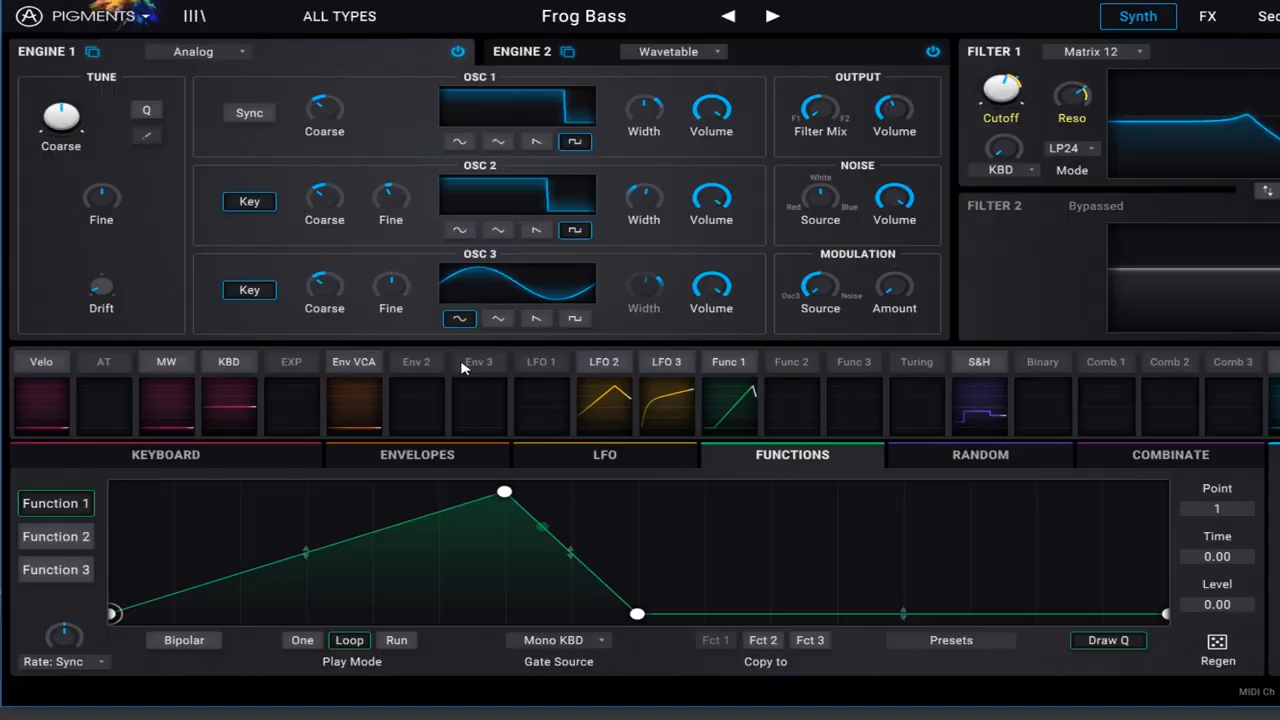 PIGMENTS ALL TYPES Frog Bass Synth FX Sec
ENGINE 1 Analog ENGINE 2 Wavetable FILTER 1 Matrix 12
TUNE OSC 1 OUTPUT
Q Sync
F1 F2
Coarse Coarse Width Volume Filter Mix Volume Cutoff Reso
LP24
OSC 2 NOISE KBD Mode
White
Key Red Blue
Fine Coarse Fine Width Volume Source Volume FILTER 2 Bypassed
OSC 3 MODULATION
Key Osc3 Noise
Drift Coarse Fine Width Volume Source Amount
Velo AT MW KBD EXP Env VCA Env 2 Env 3 LFO 1 LFO 2 LFO 3 Func 1 Func 2 Func 3 Turing S&H Binary Comb 1 Comb 2 Comb 3
KEYBOARD ENVELOPES LFO FUNCTIONS RANDOM COMBINATE
Function 1
Function 2
Function 3
Point
1
Time
0.00
Level
0.00
Bipolar One Loop Run Mono KBD Fct 1 Fct 2 Fct 3 Presets Draw Q
Rate: Sync Play Mode Gate Source Copy to Regen
MIDI Ch